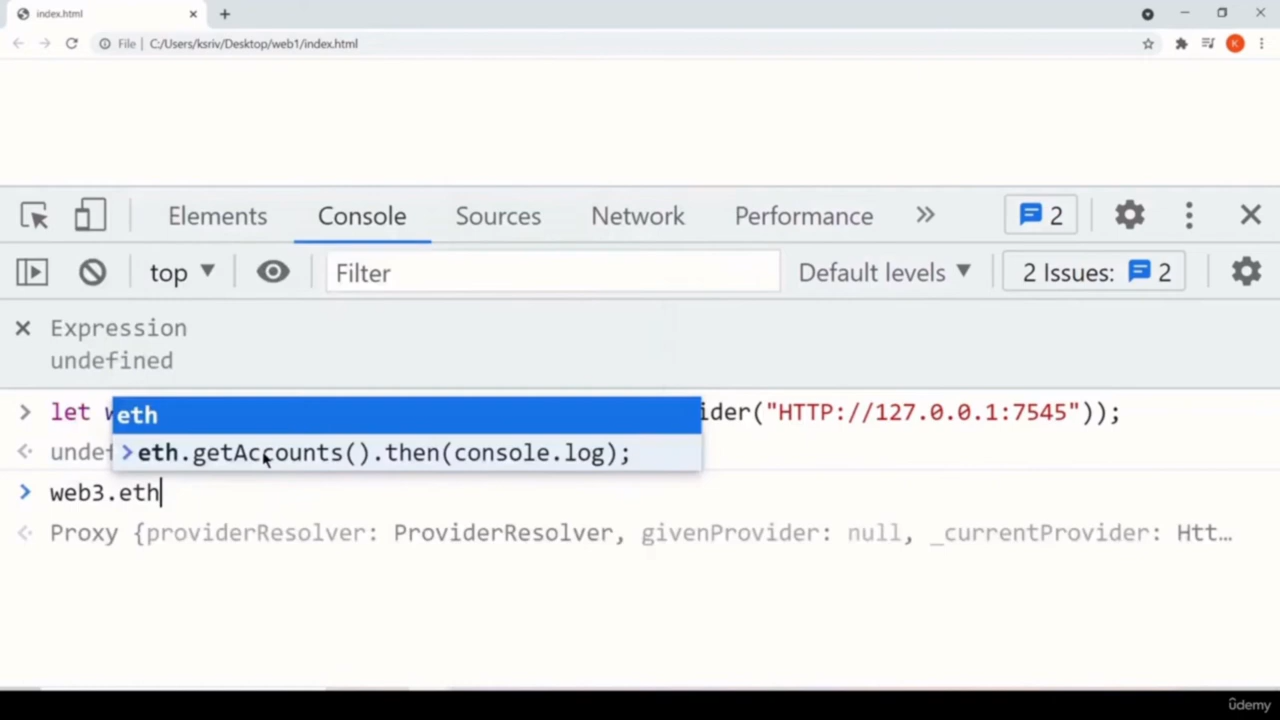 index.html
File | C:/Users/ksriv/Desktop/web1/index.html
K
Elements Console Sources Network Performance 2
top Filter Default levels 2 Issues: 2
Expression
undefined
let ider("HTTP://127.0.0.1:7545"));
eth
undef
eth.getAccounts().then(console.log);
web3.eth
Proxy {providerResolver: ProviderResolver, givenProvider: null, _currentProvider: Htt…
ûdemy